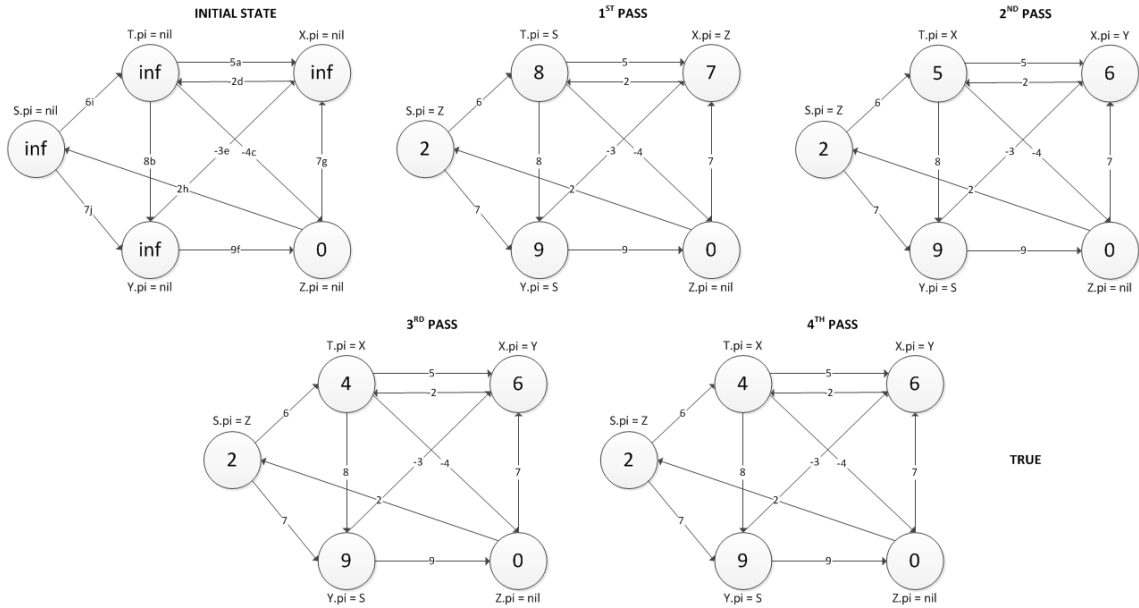 INITIAL STATE
T.pi = nil
X.pi = nil
inf
5a
-2d
inf
6i
S.pi = nil
inf
8b
-3e
-4c
7g
2h
7j
inf
9f
0
Y.pi = nil
Z.pi = nil
1ST PASS
T.pi = S
X.pi = Z
8
5
-2
7
6
S.pi = Z
2
8
-3
-4
7
2
7
9
9
0
Y.pi = S
Z.pi = nil
2ND PASS
T.pi = X
X.pi = Y
5
5
-2
6
6
S.pi = Z
2
8
-3
-4
7
2
7
9
9
0
Y.pi = S
Z.pi = nil
3RD PASS
T.pi = X
X.pi = Y
4
5
-2
6
6
S.pi = Z
2
8
-3
-4
7
2
7
9
9
0
Y.pi = S
Z.pi = nil
4TH PASS
T.pi = X
X.pi = Y
4
5
-2
6
6
S.pi = Z
2
8
-3
-4
7
2
7
9
9
0
Y.pi = S
Z.pi = nil
TRUE